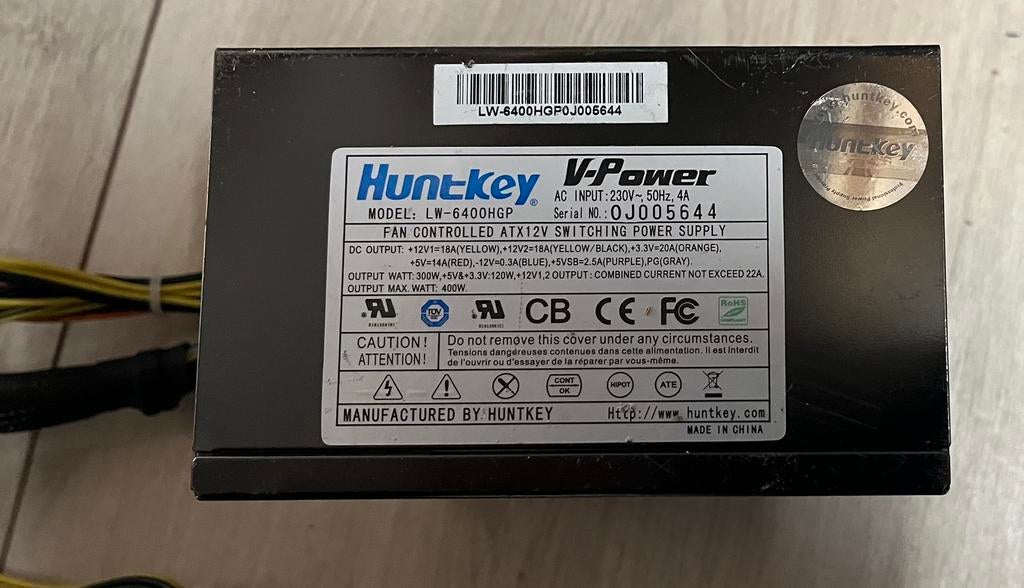 LW-6400HGP0J005644
www.huntkey.com
Huntkey
Huntkey®
V-Power
AC INPUT:230V~, 50Hz, 4A
MODEL: LW-6400HGP
Serial NO.: 0J005644
FAN CONTROLLED ATX12V SWITCHING POWER SUPPLY
DC OUTPUT: +12V1=18A(YELLOW),+12V2=18A(YELLOW/BLACK),+3.3V=20A(ORANGE),
+5V=14A(RED),-12V=0.3A(BLUE),+5VSB=2.5A(PURPLE),PG(GRAY).
OUTPUT WATT: 300W,+5V&+3.3V:120W,+12V1,2 OUTPUT: COMBINED CURRENT NOT EXCEED 22A.
OUTPUT MAX. WATT: 400W.
TÜV
CB CE FC
RoHS
COMPLIANT
CAUTION!
ATTENTION!
Do not remove this cover under any circumstances.
Tensions dangéreuses contenues dans cette alimentation. Il est interdit
de l'ouvrir ou d'essayer de la réparer par vous-même.
CONT
OK
HIPOT
ATE
MANUFACTURED BY HUNTKEY
Http://www.huntkey.com
MADE IN CHINA